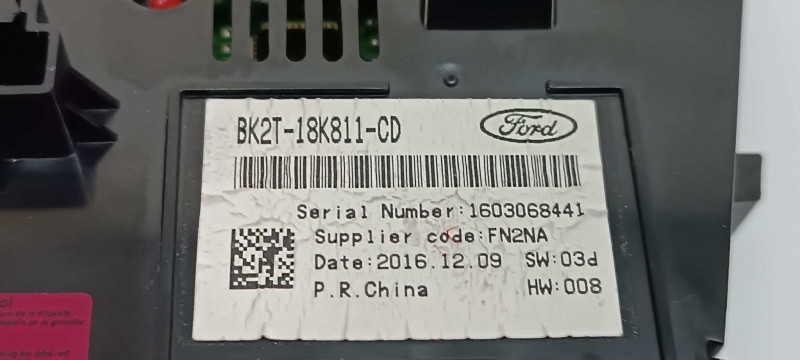 BK2T-18K811-CD
Ford
Serial Number:1603068441
Supplier code:FN2NA
Date:2016.12.09 SW:03d
P.R.China HW:008